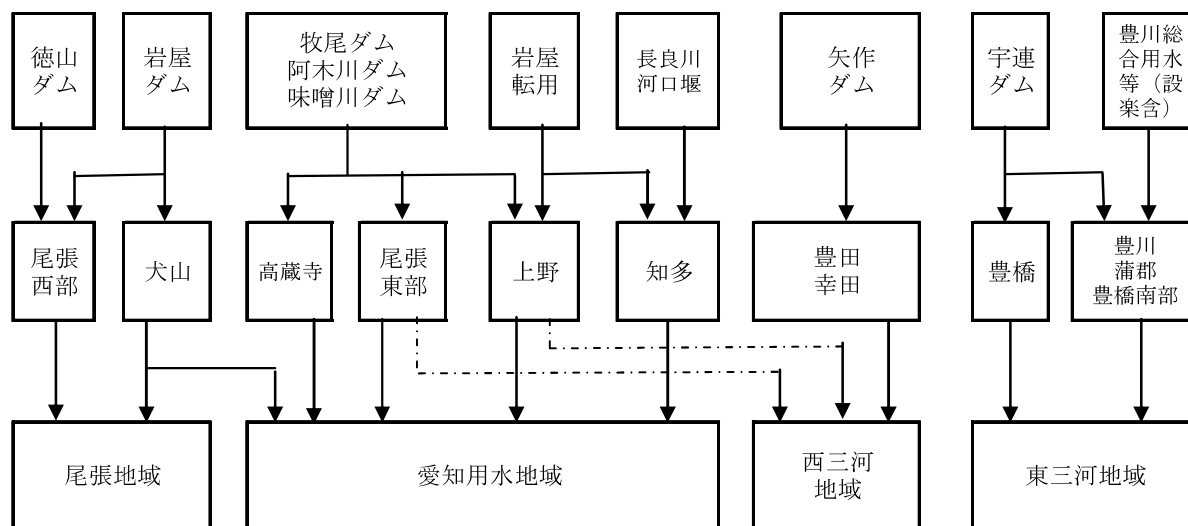 徳山
ダム
岩屋
ダム
牧尾ダム
阿木川ダム
味噌川ダム
岩屋
転用
長良川
河口堰
矢作
ダム
宇連
ダム
豊川総
合用水
等（設
楽含）
尾張
西部
犬山
高蔵寺
尾張
東部
上野
知多
豊田
幸田
豊橋
豊川
蒲郡
豊橋南部
尾張地域
愛知用水地域
西三河
地域
東三河地域